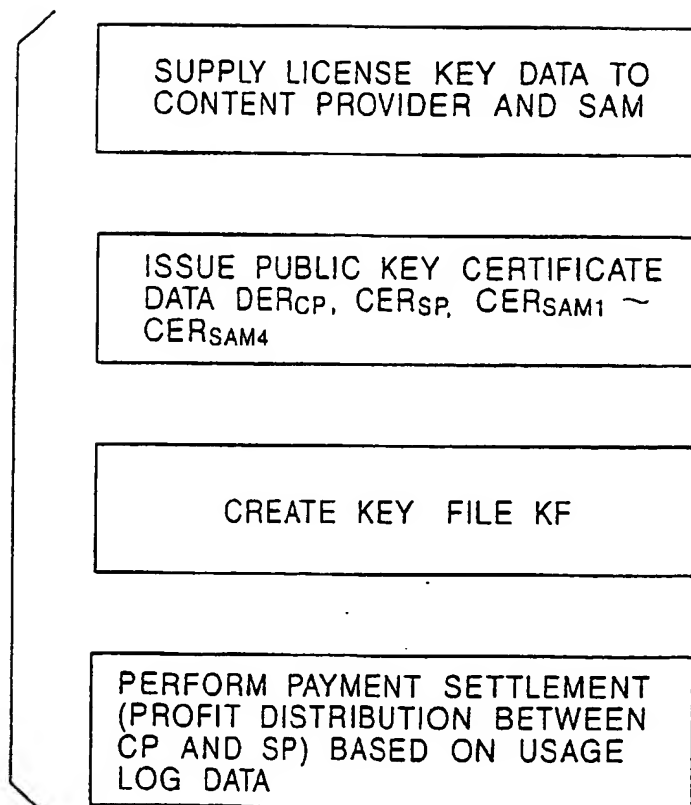 SUPPLY LICENSE KEY DATA TO
CONTENT PROVIDER AND SAM
ISSUE PUBLIC KEY CERTIFICATE
DATA DERCP, CERSP, CERSAM1 ~
CERSAM4
CREATE KEY FILE KF
PERFORM PAYMENT SETTLEMENT
(PROFIT DISTRIBUTION BETWEEN
CP AND SP) BASED ON USAGE
LOG DATA